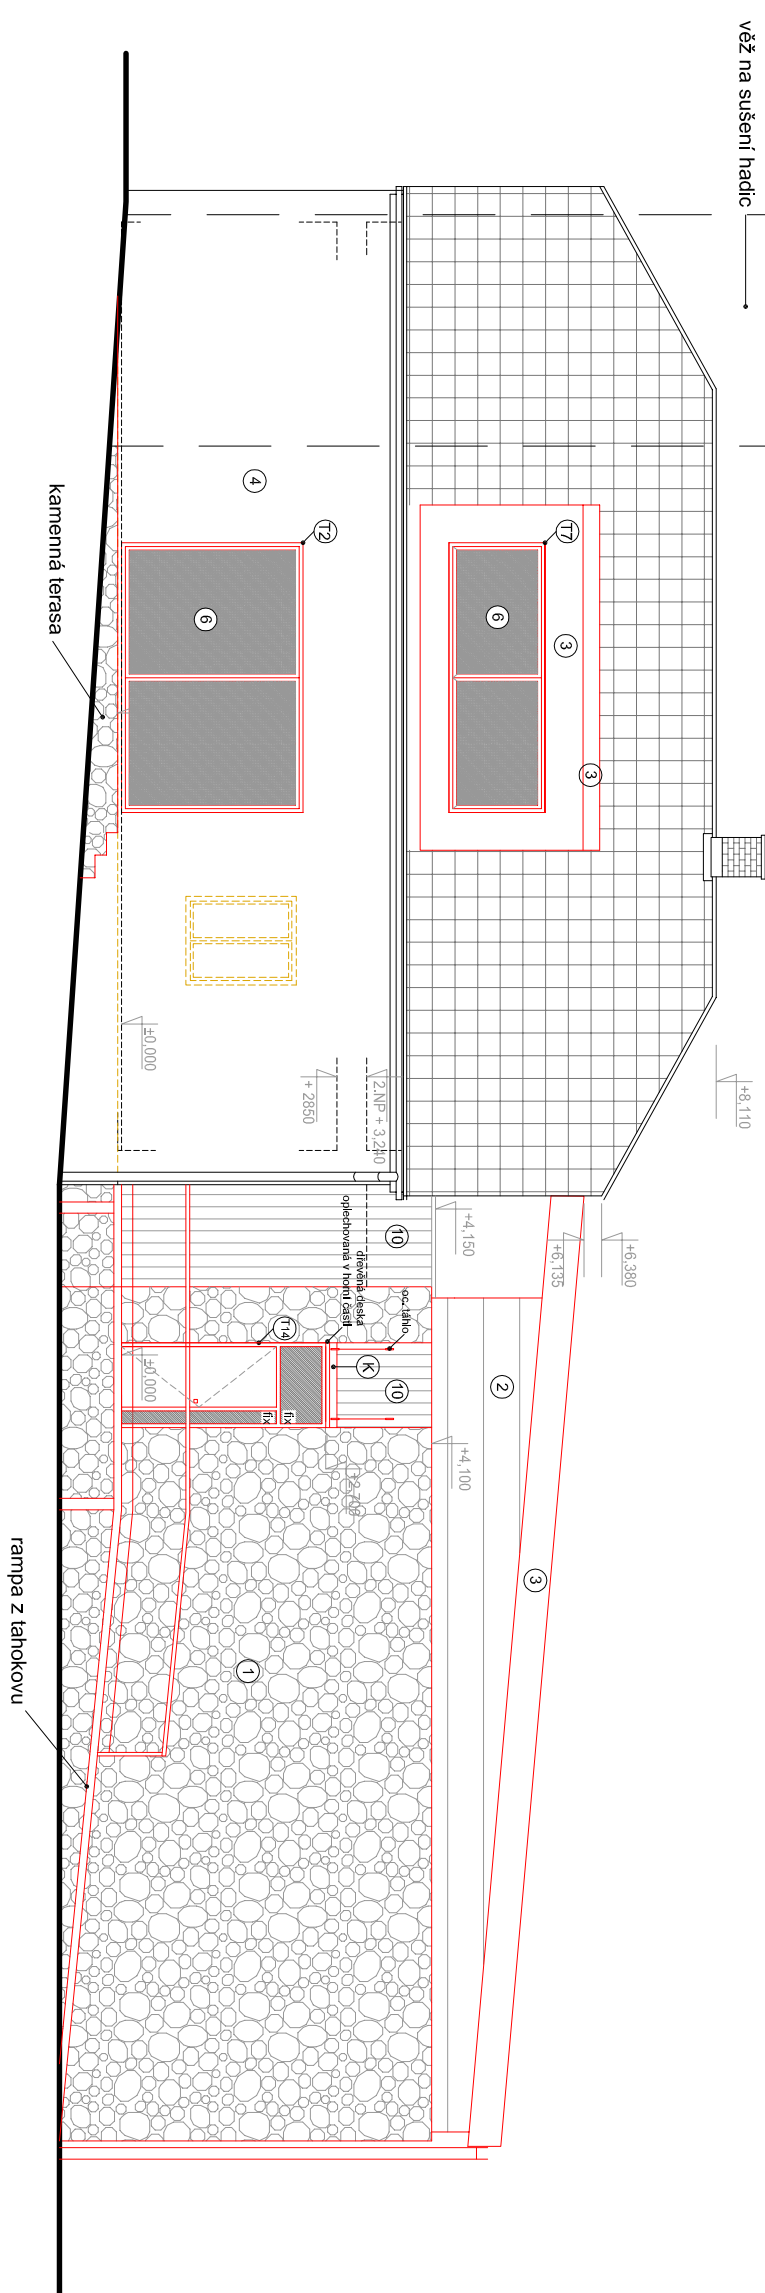 věž na sušení hadic
+8,110
+6,380
+6,135
T7
3
6
3
2
3
+4,150
+4,100
2.NP + 3,240
+ 2850
T2
4
6
10
oc. táhlo
dřevěná deska
oplechovaná v horní části
K
10
T14
fix
fix
+2,700
1
±0,000
±0,000
kamenná terasa
rampa z tahokovu